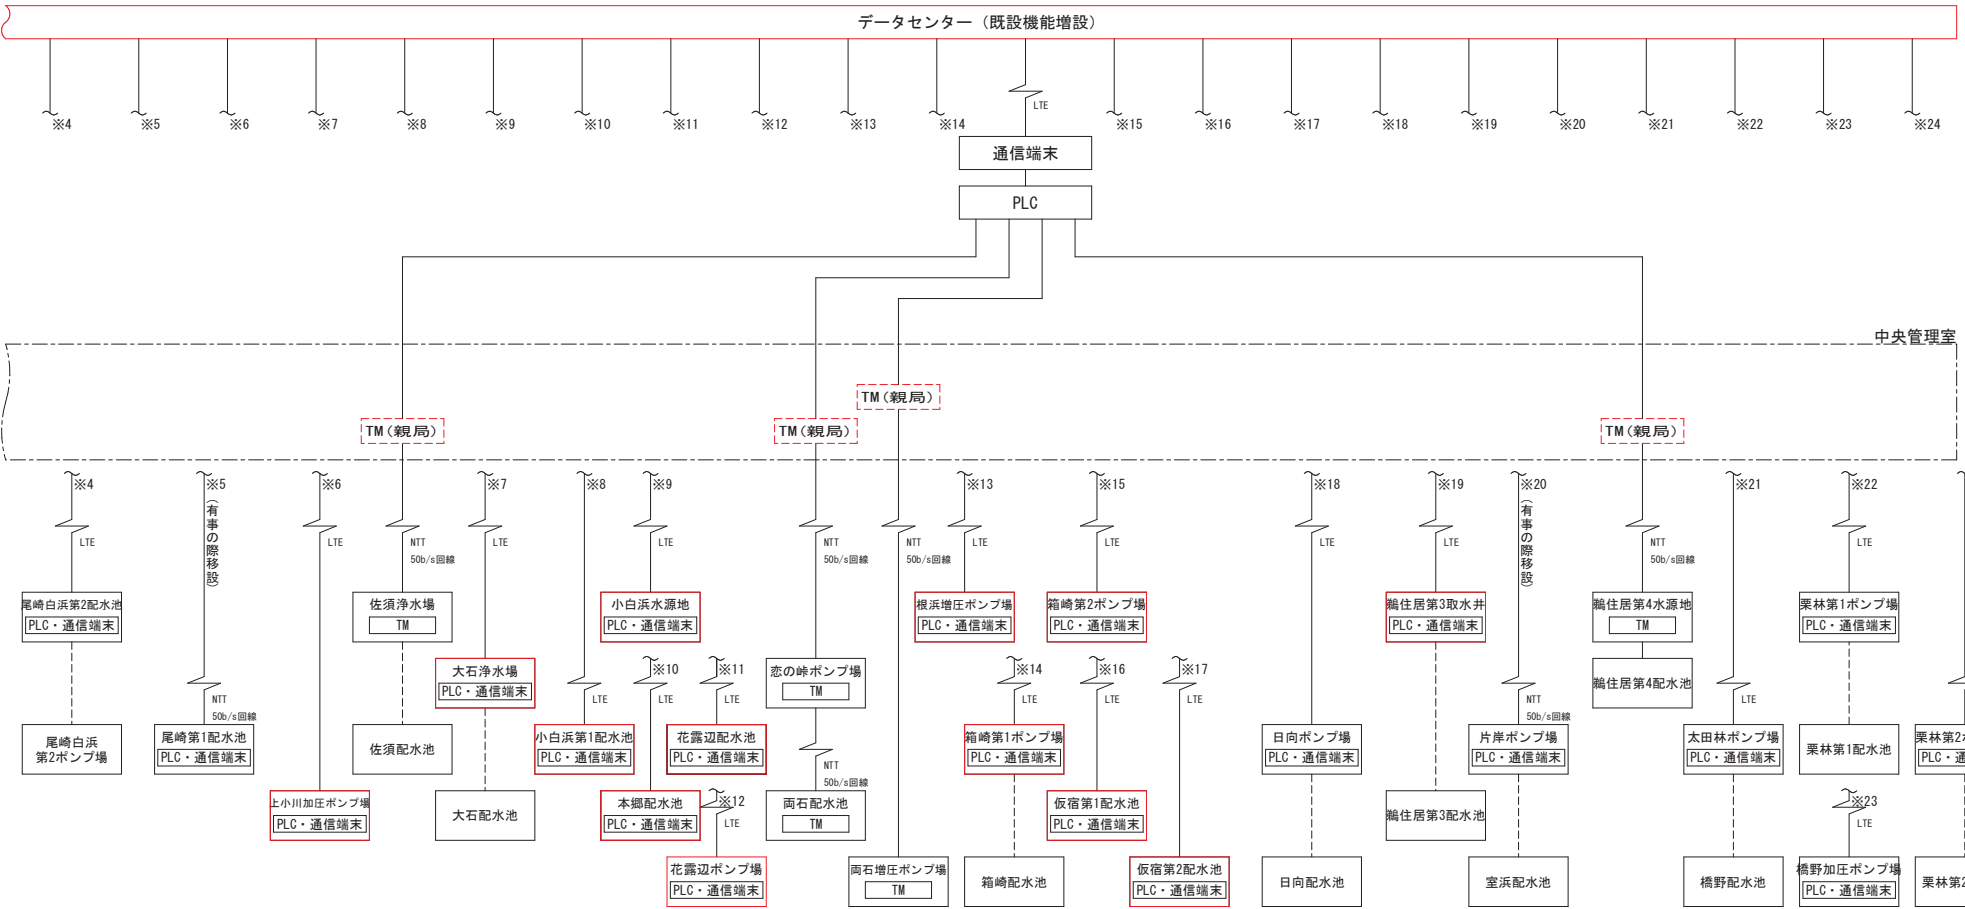 データセンター（既設機能増設）
※4
※5
※6
※7
※8
※9
※10
※11
※12
※13
※14
LTE
※15
※16
※17
※18
※19
※20
※21
※22
※23
※24
通信端末
PLC
中央管理室
TM(親局)
TM(親局)
TM(親局)
TM(親局)
※4
LTE
尾崎白浜第2配水池
PLC・通信端末
尾崎白浜
第2ポンプ場
※5
（有事の際移設）
NTT
50b/s回線
尾崎第1配水池
PLC・通信端末
※6
LTE
上小川加圧ポンプ場
PLC・通信端末
NTT
50b/s回線
佐須浄水場
TM
佐須配水池
※7
LTE
大石浄水場
PLC・通信端末
大石配水池
※8
LTE
小白浜第1配水池
PLC・通信端末
※9
LTE
小白浜水源地
PLC・通信端末
※10
LTE
本郷配水池
PLC・通信端末
※11
LTE
花露辺配水池
PLC・通信端末
※12
LTE
花露辺ポンプ場
PLC・通信端末
NTT
50b/s回線
恋の峠ポンプ場
TM
NTT
50b/s回線
両石配水池
TM
NTT
50b/s回線
両石増圧ポンプ場
TM
※13
LTE
根浜増圧ポンプ場
PLC・通信端末
※14
LTE
箱崎第1ポンプ場
PLC・通信端末
箱崎配水池
※15
LTE
箱崎第2ポンプ場
PLC・通信端末
※16
LTE
仮宿第1配水池
PLC・通信端末
※17
LTE
仮宿第2配水池
PLC・通信端末
※18
LTE
日向ポンプ場
PLC・通信端末
日向配水池
※19
LTE
鵜住居第3取水井
PLC・通信端末
鵜住居第3配水池
※20
（有事の際移設）
NTT
50b/s回線
片岸ポンプ場
PLC・通信端末
室浜配水池
NTT
50b/s回線
鵜住居第4水源地
TM
鵜住居第4配水池
※21
LTE
太田林ポンプ場
PLC・通信端末
橋野配水池
※22
LTE
栗林第1ポンプ場
PLC・通信端末
栗林第1配水池
※23
LTE
橋野加圧ポンプ場
PLC・通信端末
栗林第2
PLC・通
栗林第2